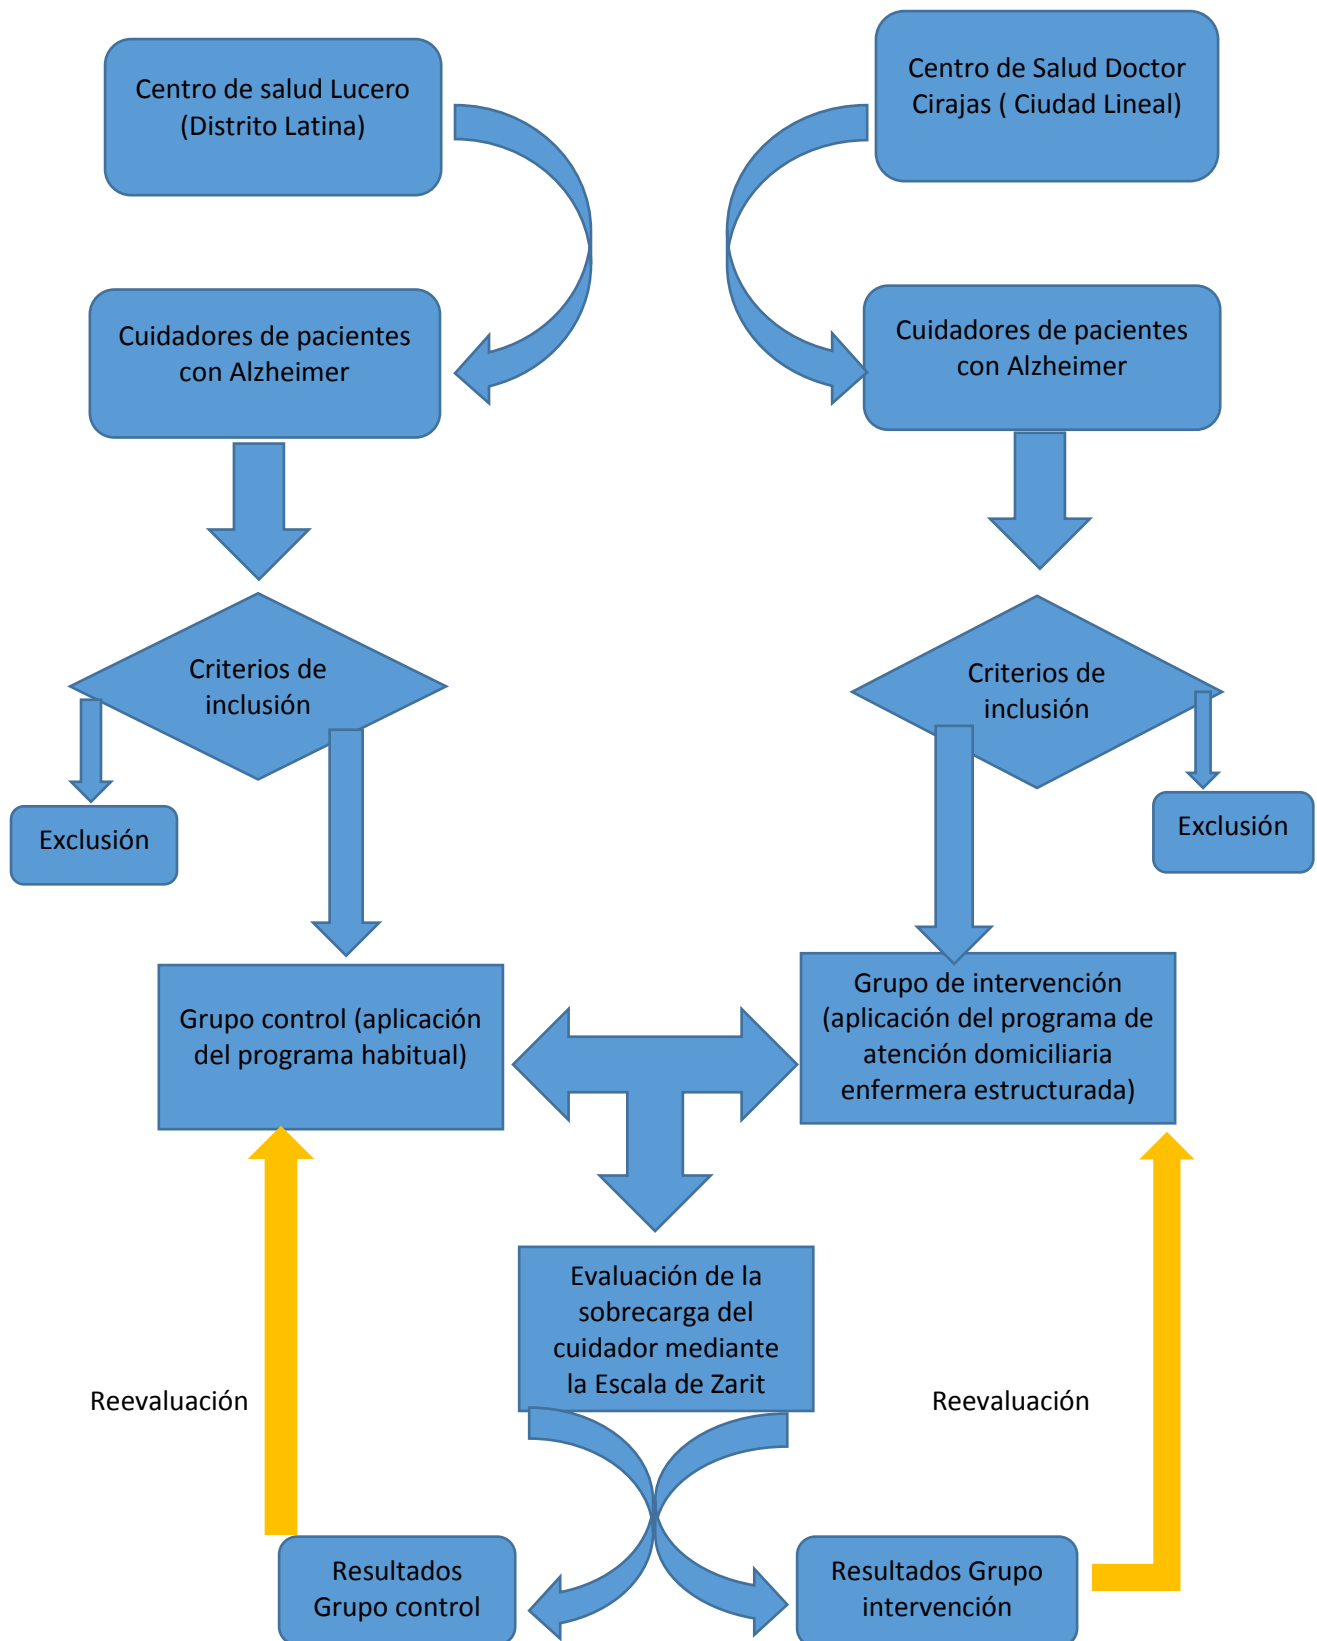 Centro de salud Lucero
(Distrito Latina)
Centro de Salud Doctor
Cirajas ( Ciudad Lineal)
Cuidadores de pacientes
con Alzheimer
Cuidadores de pacientes
con Alzheimer
Criterios de
inclusión
Criterios de
inclusión
Exclusión
Exclusión
Grupo control (aplicación
del programa habitual)
Grupo de intervención
(aplicación del programa de
atención domiciliaria
enfermera estructurada)
Evaluación de la
sobrecarga del
cuidador mediante
la Escala de Zarit
Reevaluación
Reevaluación
Resultados
Grupo control
Resultados Grupo
intervención